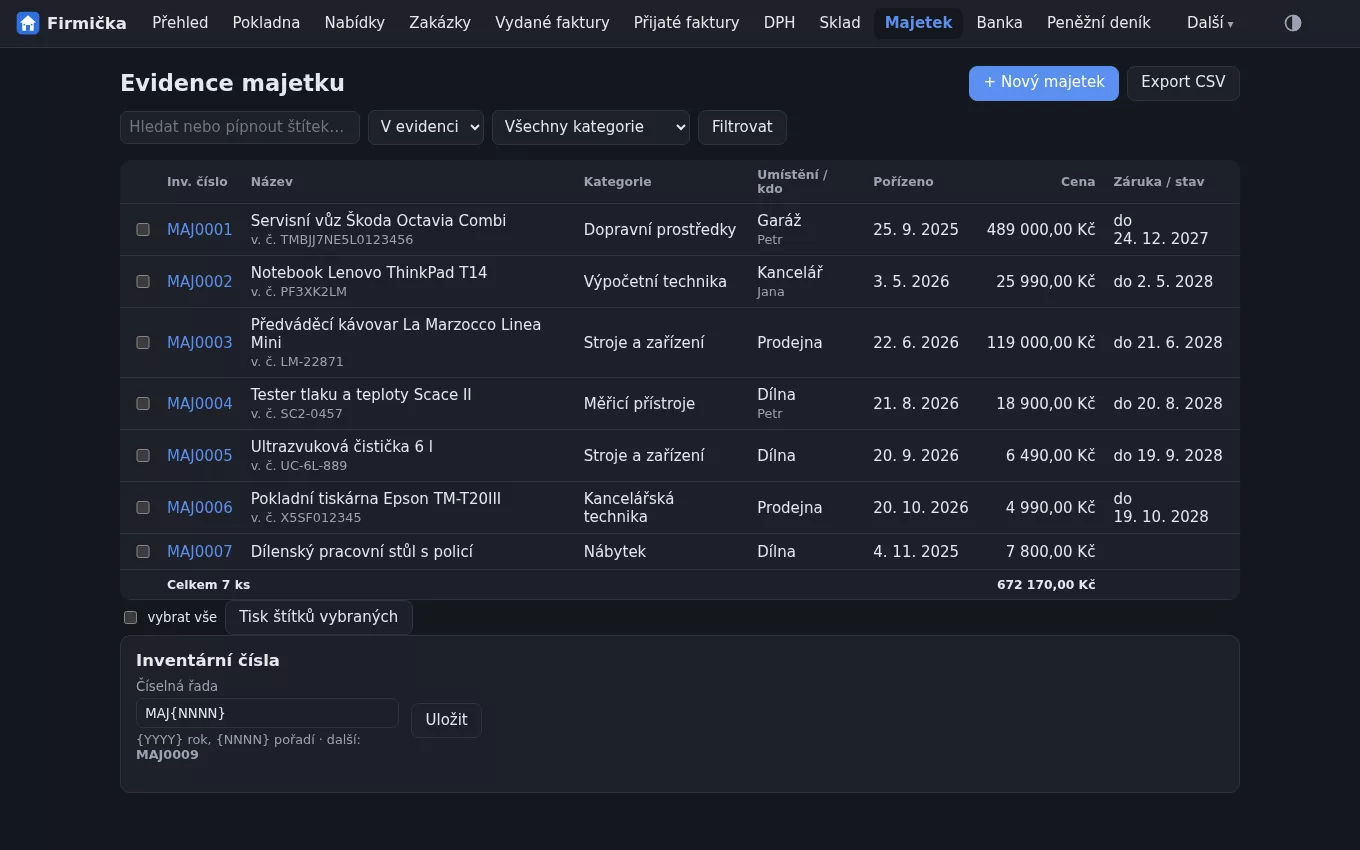 Firmička Přehled Pokladna Nabídky Zakázky Vydané faktury Přijaté faktury DPH Sklad Majetek Banka Peněžní deník Další ▾
Evidence majetku
+ Nový majetek Export CSV
Hledat nebo pípnout štítek… V evidenci Všechny kategorie Filtrovat
Inv. číslo Název Kategorie Umístění / kdo Pořízeno Cena Záruka / stav
MAJ0001 Servisní vůz Škoda Octavia Combi Dopravní prostředky Garáž 25. 9. 2025 489 000,00 Kč do 24. 12. 2027
v. č. TMBJJ7NE5L0123456 Petr
MAJ0002 Notebook Lenovo ThinkPad T14 Výpočetní technika Kancelář 3. 5. 2026 25 990,00 Kč do 2. 5. 2028
v. č. PF3XK2LM Jana
MAJ0003 Předváděcí kávovar La Marzocco Linea Mini Stroje a zařízení Prodejna 22. 6. 2026 119 000,00 Kč do 21. 6. 2028
v. č. LM-22871
MAJ0004 Tester tlaku a teploty Scace II Měřicí přístroje Dílna 21. 8. 2026 18 900,00 Kč do 20. 8. 2028
v. č. SC2-0457 Petr
MAJ0005 Ultrazvuková čistička 6 l Stroje a zařízení Dílna 20. 9. 2026 6 490,00 Kč do 19. 9. 2028
v. č. UC-6L-889
MAJ0006 Pokladní tiskárna Epson TM-T20III Kancelářská technika Prodejna 20. 10. 2026 4 990,00 Kč do 19. 10. 2028
v. č. X5SF012345
MAJ0007 Dílenský pracovní stůl s policí Nábytek Dílna 4. 11. 2025 7 800,00 Kč
Celkem 7 ks 672 170,00 Kč
vybrat vše Tisk štítků vybraných
Inventární čísla
Číselná řada
MAJ{NNNN} Uložit
{YYYY} rok, {NNNN} pořadí · další:
MAJ0009